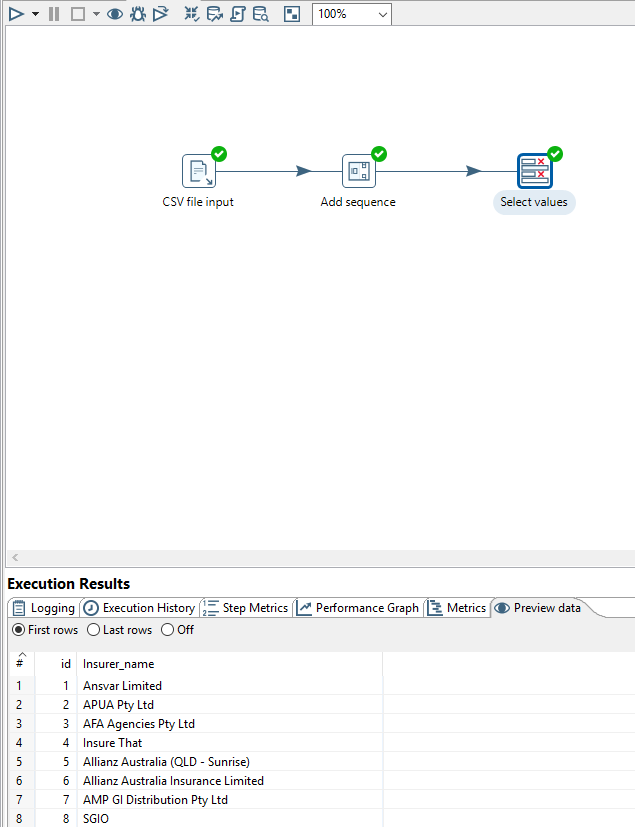 100%
CSV file input
Add sequence
Select values
Execution Results
Logging Execution History Step Metrics Performance Graph Metrics Preview data
First rows Last rows Off
# id Insurer_name
1 1 Ansvar Limited
2 2 APUA Pty Ltd
3 3 AFA Agencies Pty Ltd
4 4 Insure That
5 5 Allianz Australia (QLD - Sunrise)
6 6 Allianz Australia Insurance Limited
7 7 AMP GI Distribution Pty Ltd
8 8 SGIO